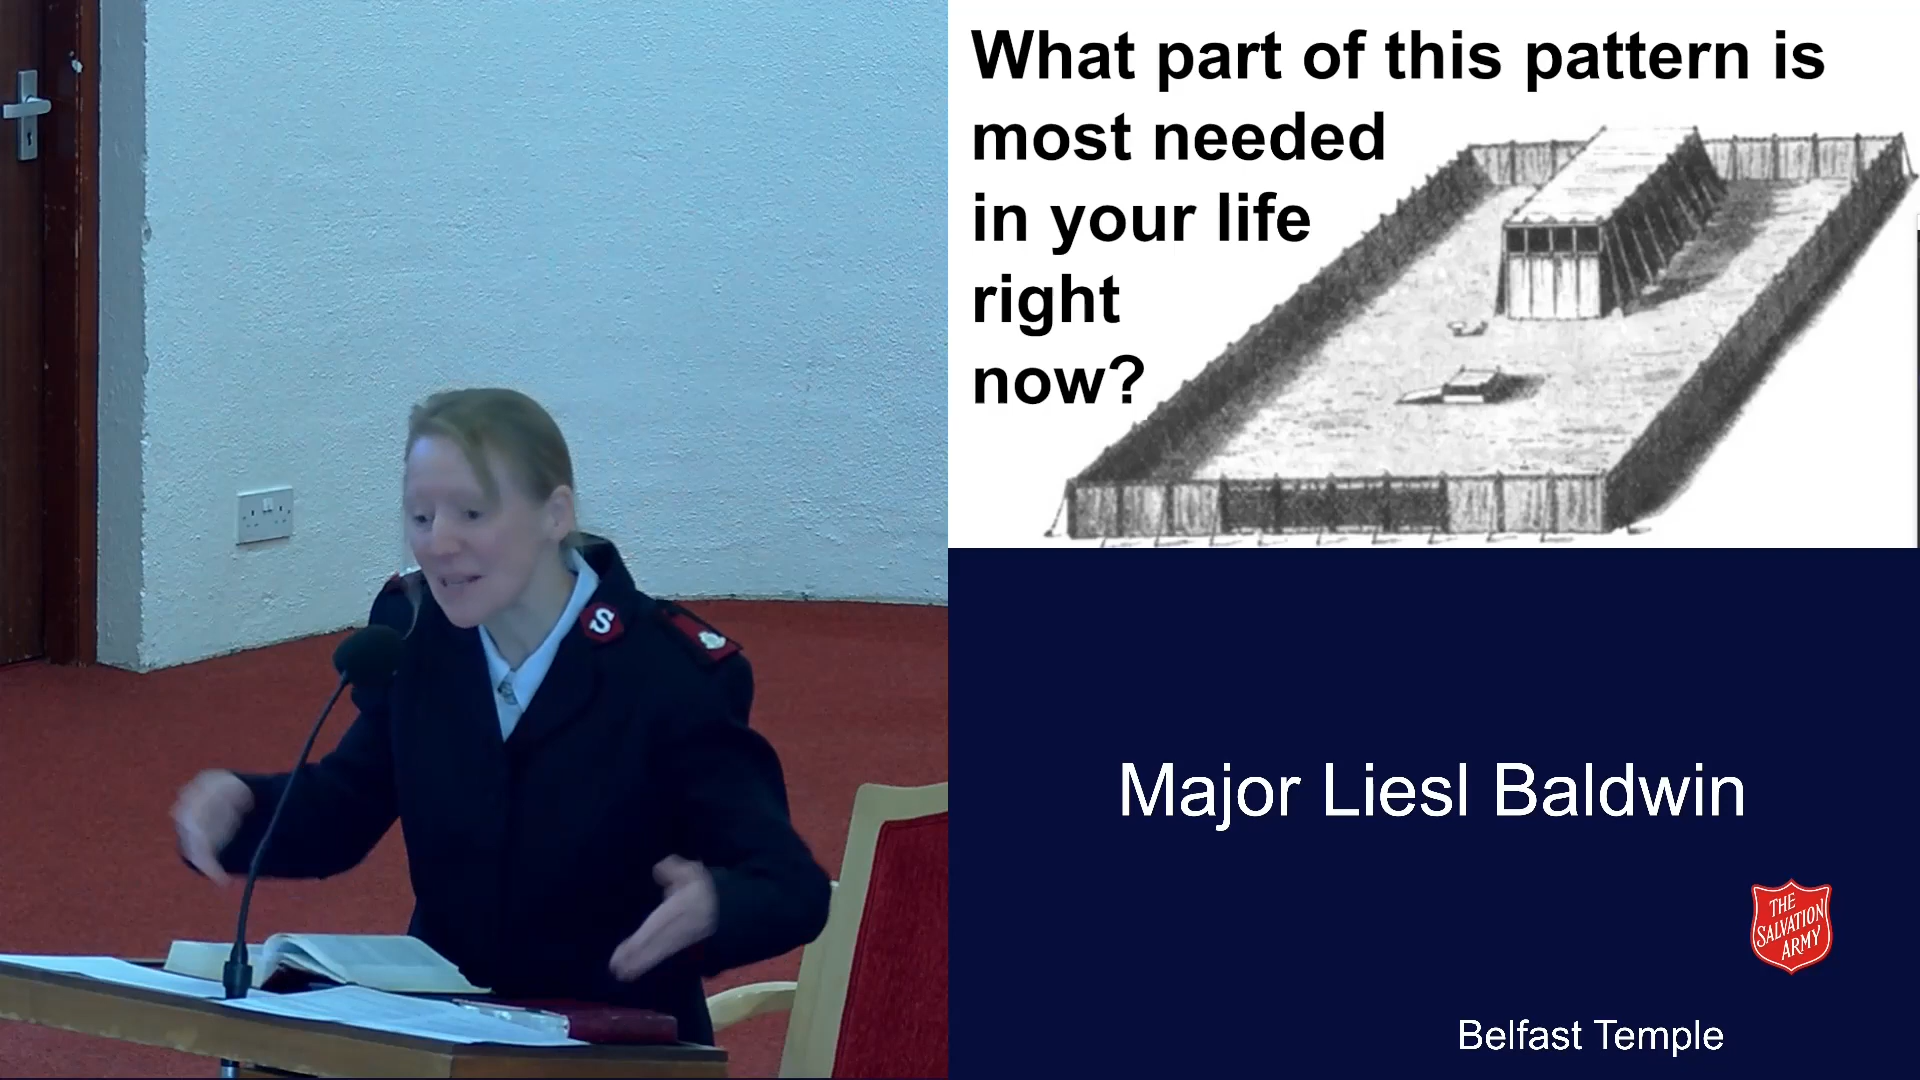 What part of this pattern is
most needed
in your life
right
now?
S
Major Liesl Baldwin
THE
SALVATION
ARMY
Belfast Temple